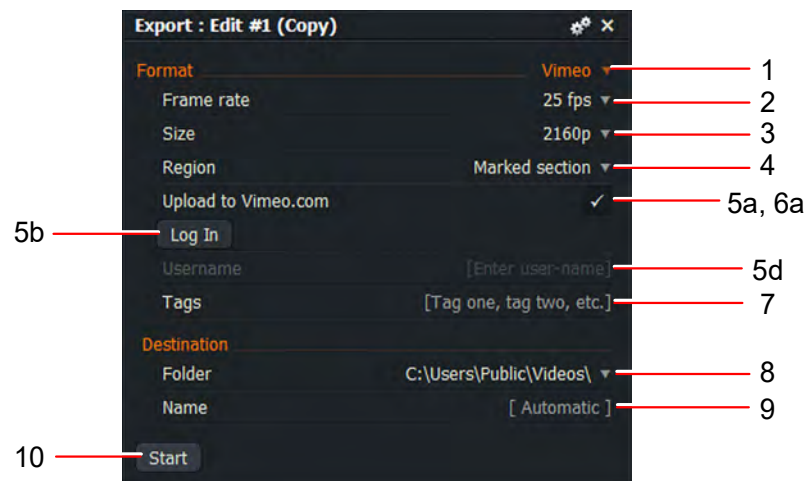 Export : Edit #1 (Copy)
Format Vimeo 1
Frame rate 25 fps 2
Size 2160p 3
Region Marked section 4
Upload to Vimeo.com ✓ 5a, 6a
5b Log In
Username [Enter user-name] 5d
Tags [Tag one, tag two, etc.] 7
Destination
Folder C:\Users\Public\Videos\ 8
Name [ Automatic ] 9
10 Start